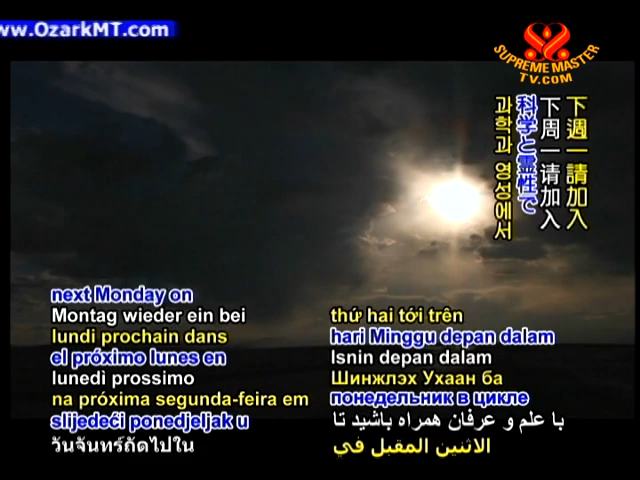 ww.OzarkMT.com
SUPREME MASTER
TV.COM
下週一請加入
下周一请加入
科学と霊性で
과학과 영성에서
next Monday on
Montag wieder ein bei
lundi prochain dans
el próximo lunes en
lunedì prossimo
na próxima segunda-feira em
slijedeći ponedjeljak u
วันจันทร์ถัดไปใน
thứ hai tới trên
hari Minggu depan dalam
Isnin depan dalam
Шинжлэх Ухаан ба
понедельник в цикле
با علم و عرفان همراه باشید تا
الاثنين المقبل في